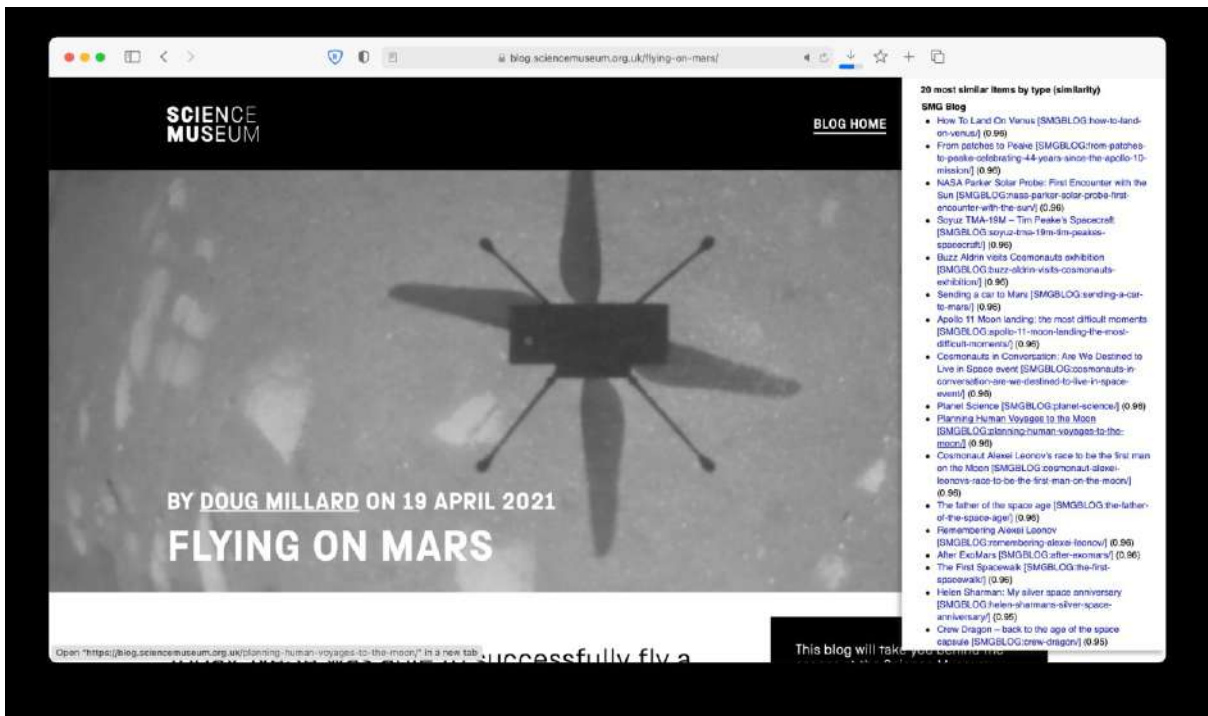 blog.sciencemuseum.org.uk/flying-on-mars/
SCIENCE
MUSEUM
BLOG HOME
BY DOUG MILLARD ON 19 APRIL 2021
FLYING ON MARS
successfully fly a
This blog will take you behind the
Open "https://blog.sciencemuseum.org.uk/planning-human-voyages-to-the-moon/" in a new tab
20 most similar items by type (similarity)
SMG Blog
• How To Land On Venus [SMGBLOG:how-to-land-
on-venus/] (0.96)
• From patches to Peake [SMGBLOG:from-patches-
to-peake-celebrating-44-years-since-the-apollo-10-
mission/] (0.96)
• NASA Parker Solar Probe: First Encounter with the
Sun [SMGBLOG:nasa-parker-solar-probe-first-
encounter-with-the-sun/] (0.96)
• Soyuz TMA-19M – Tim Peake's Spacecraft
[SMGBLOG:soyuz-tma-19m-tim-peakes-
spacecraft/] (0.96)
• Buzz Aldrin visits Cosmonauts exhibition
[SMGBLOG:buzz-aldrin-visits-cosmonauts-
exhibition/] (0.96)
• Sending a car to Mars [SMGBLOG:sending-a-car-
to-mars/] (0.96)
• Apollo 11 Moon landing: the most difficult moments
[SMGBLOG:apollo-11-moon-landing-the-most-
difficult-moments/] (0.96)
• Cosmonauts in Conversation: Are We Destined to
Live in Space event [SMGBLOG:cosmonauts-in-
conversation-are-we-destined-to-live-in-space-
event/] (0.96)
• Planet Science [SMGBLOG:planet-science/] (0.96)
• Planning Human Voyages to the Moon
[SMGBLOG:planning-human-voyages-to-the-
moon/] (0.96)
• Cosmonaut Alexei Leonov's race to be the first man
on the Moon [SMGBLOG:cosmonaut-alexei-
leonovs-race-to-be-the-first-man-on-the-moon/]
(0.96)
• The father of the space age [SMGBLOG:the-father-
of-the-space-age/] (0.96)
• Remembering Alexei Leonov
[SMGBLOG:remembering-alexei-leonov/] (0.96)
• After ExoMars [SMGBLOG:after-exomars/] (0.96)
• The First Spacewalk [SMGBLOG:the-first-
spacewalk/] (0.96)
• Helen Sharman: My silver space anniversary
[SMGBLOG:helen-sharmans-silver-space-
anniversary/] (0.95)
• Crew Dragon – back to the age of the space
capsule [SMGBLOG:crew-dragon/] (0.95)